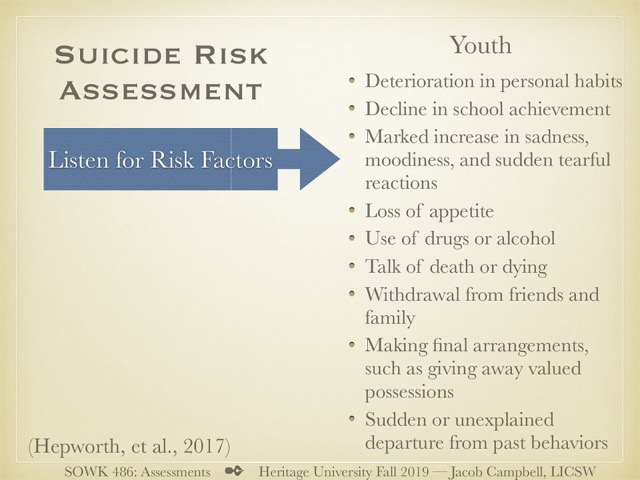 Suicide Risk
Assessment
Listen for Risk Factors
Youth
• Deterioration in personal habits
• Decline in school achievement
• Marked increase in sadness,
moodiness, and sudden tearful
reactions
• Loss of appetite
• Use of drugs or alcohol
• Talk of death or dying
• Withdrawal from friends and
family
• Making final arrangements,
such as giving away valued
possessions
• Sudden or unexplained
departure from past behaviors
(Hepworth, et al., 2017)
SOWK 486: Assessments Heritage University Fall 2019 — Jacob Campbell, LICSW